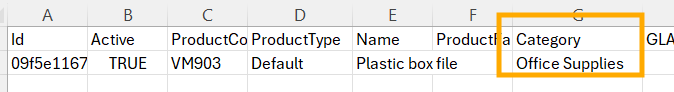 A B C D E F G
Id Active ProductCo ProductType Name ProductFa Category GLA
09f5e1167 TRUE VM903 Default Plastic box file Office Supplies